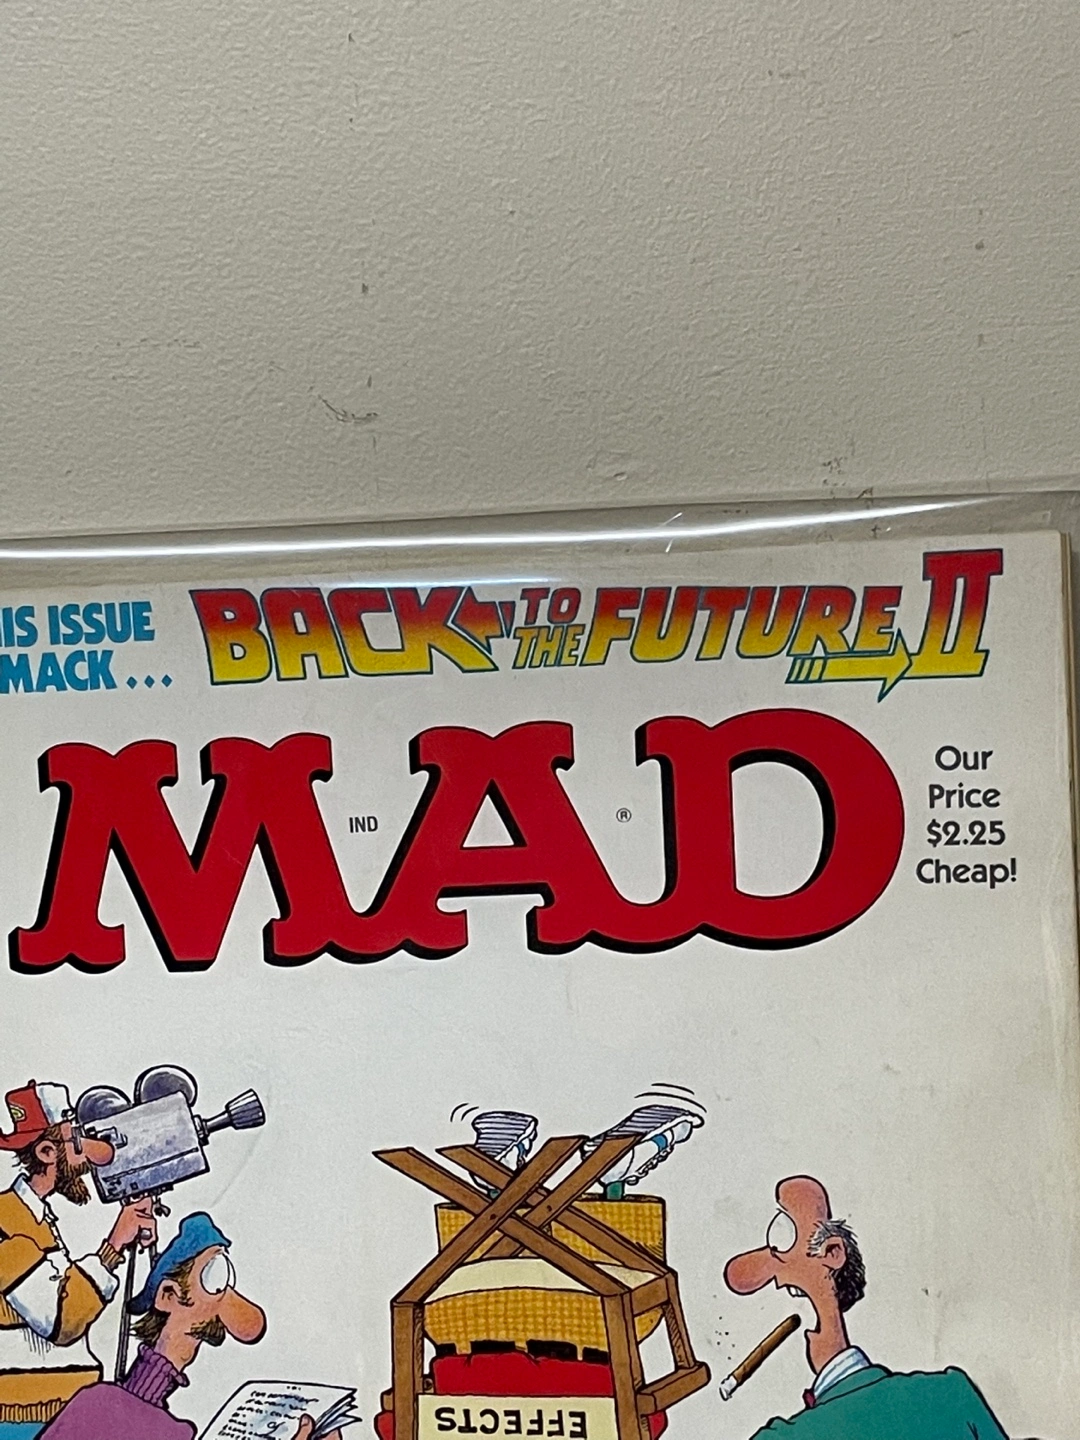 IS ISSUE
MACK...
BACK TO THE FUTURE II
MAD
IND
®
Our
Price
$2.25
Cheap!
EFFECTS